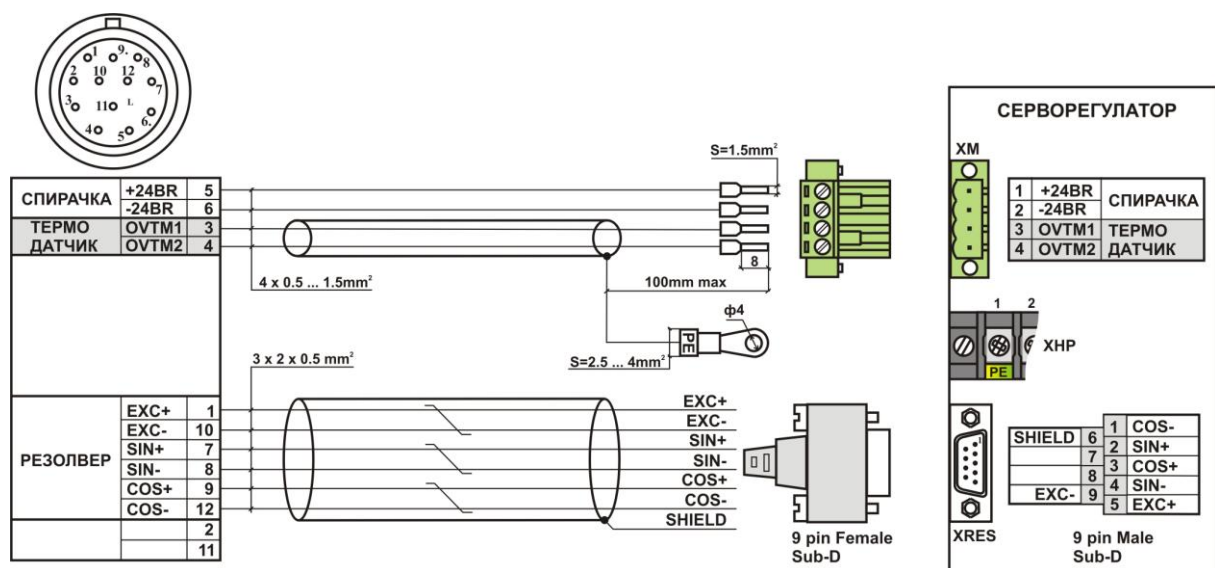 1 9. 8
2 10 12 7
3 11 L 6.
4 5
СПИРАЧКА +24BR 5
-24BR 6
ТЕРМО ДАТЧИК OVTM1 3
OVTM2 4
4 x 0.5 ... 1.5mm²
S=1.5mm²
8
100mm max
ф4
PE
S=2.5 ... 4mm²
3 x 2 x 0.5 mm²
РЕЗОЛВЕР EXC+ 1
EXC- 10
SIN+ 7
SIN- 8
COS+ 9
COS- 12
2
11
EXC+
EXC-
SIN+
SIN-
COS+
COS-
SHIELD
9 pin Female
Sub-D
СЕРВОРЕГУЛАТОР
XM
1 +24BR СПИРАЧКА
2 -24BR
3 OVTM1 ТЕРМО
4 OVTM2 ДАТЧИК
1 2
XHP
PE
XRES
1 COS-
SHIELD 6
2 SIN+
7
3 COS+
8
4 SIN-
EXC- 9
5 EXC+
9 pin Male
Sub-D